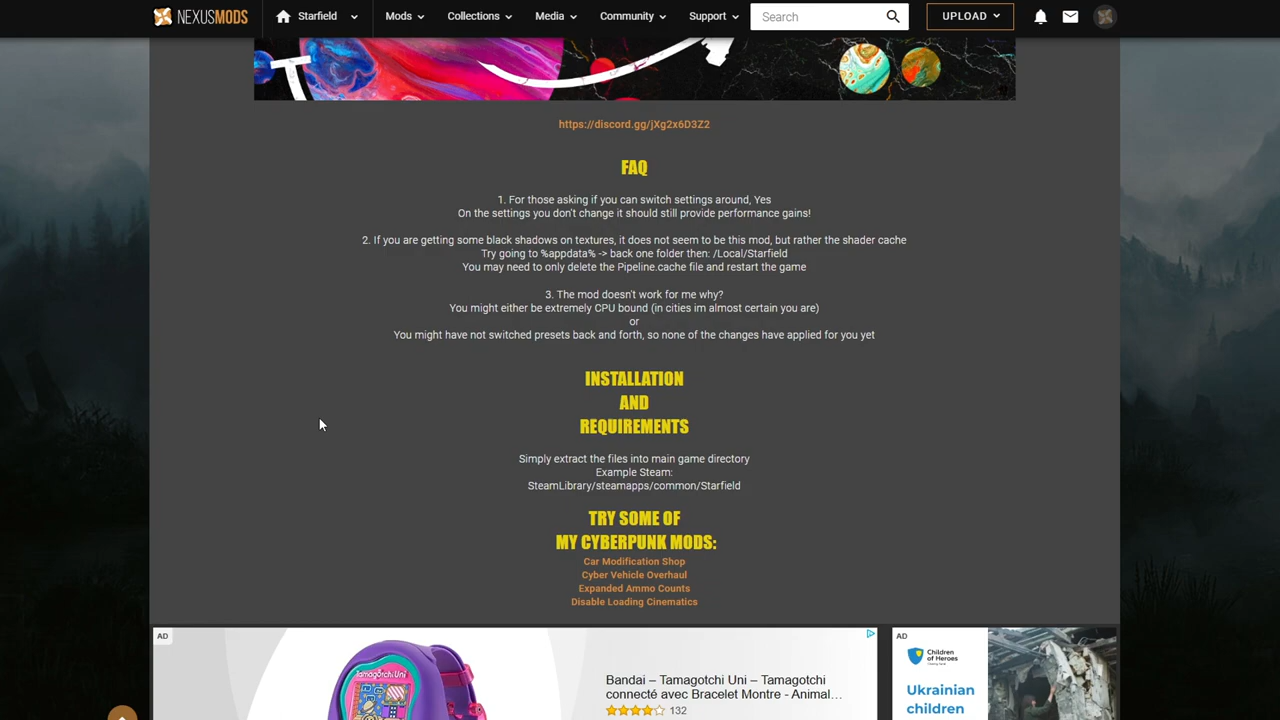 NEXUSMODS
Starfield
Mods
Collections
Media
Community
Support
Search
UPLOAD
https://discord.gg/jXg2x6D3Z2
FAQ
1. For those asking if you can switch settings around, Yes
On the settings you don't change it should still provide performance gains!
2. If you are getting some black shadows on textures, it does not seem to be this mod, but rather the shader cache
Try going to %appdata% -> back one folder then: /Local/Starfield
You may need to only delete the Pipeline.cache file and restart the game
3. The mod doesn't work for me why?
You might either be extremely CPU bound (in cities im almost certain you are)
or
You might have not switched presets back and forth, so none of the changes have applied for you yet
INSTALLATION
AND
REQUIREMENTS
Simply extract the files into main game directory
Example Steam:
SteamLibrary/steamapps/common/Starfield
TRY SOME OF
MY CYBERPUNK MODS:
Car Modification Shop
Cyber Vehicle Overhaul
Expanded Ammo Counts
Disable Loading Cinematics
AD
Tamagotchi Uni
Bandai – Tamagotchi Uni – Tamagotchi
connecté avec Bracelet Montre - Animal...
132
AD
Children
of Heroes
Ukrainian
children